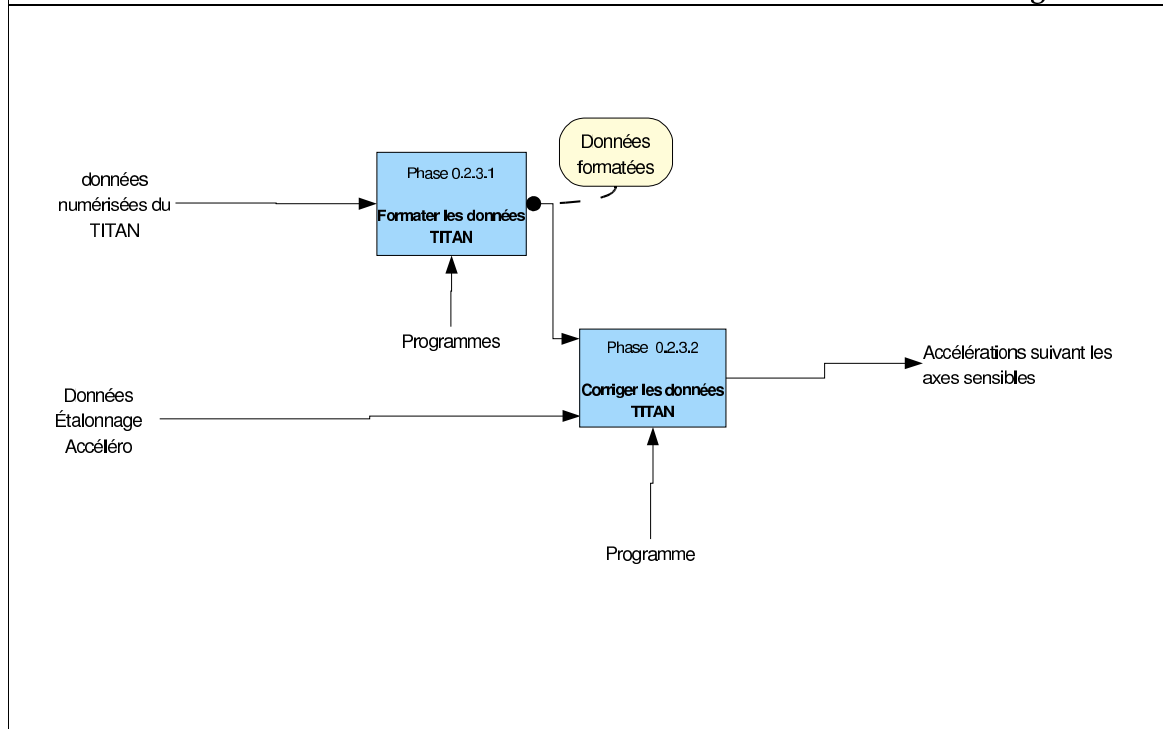 Données
formatées
Phase 0.2.3.1
Formater les données
TITAN
données
numérisées du
TITAN
Programmes
Phase 0.2.3.2
Corriger les données
TITAN
Accélérations suivant les
axes sensibles
Données
Étalonnage
Accéléro
Programme